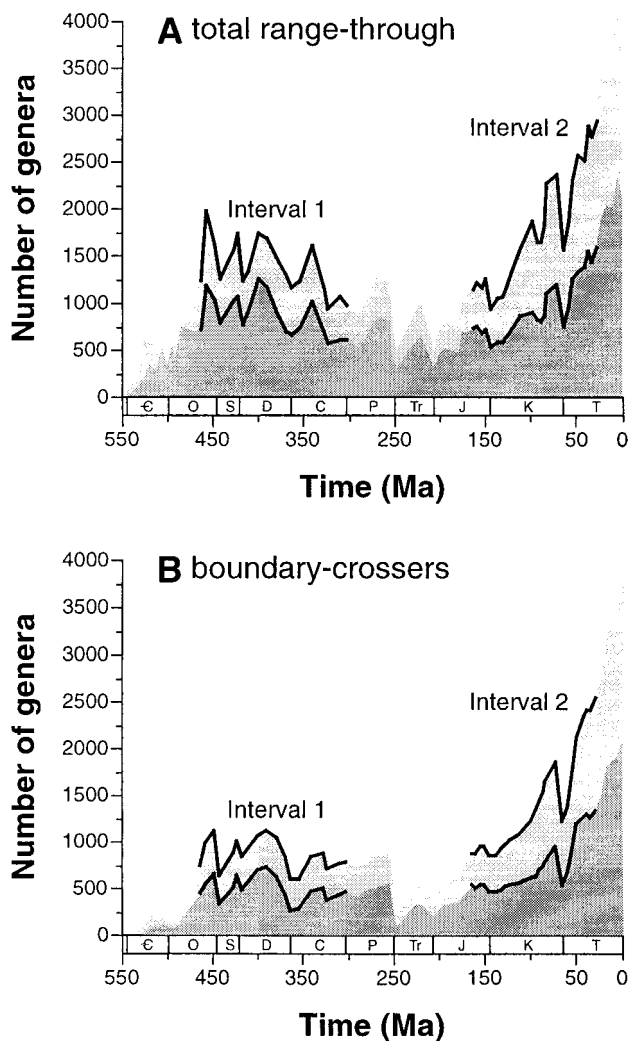 A total range-through
Number of genera
4000
3500
3000
2500
2000
1500
1000
500
0
Interval 1
Interval 2
Є O S D C P Tr J K T
550 450 350 250 150 50 0
Time (Ma)
B boundary-crossers
Number of genera
4000
3500
3000
2500
2000
1500
1000
500
0
Interval 1
Interval 2
Є O S D C P Tr J K T
550 450 350 250 150 50 0
Time (Ma)